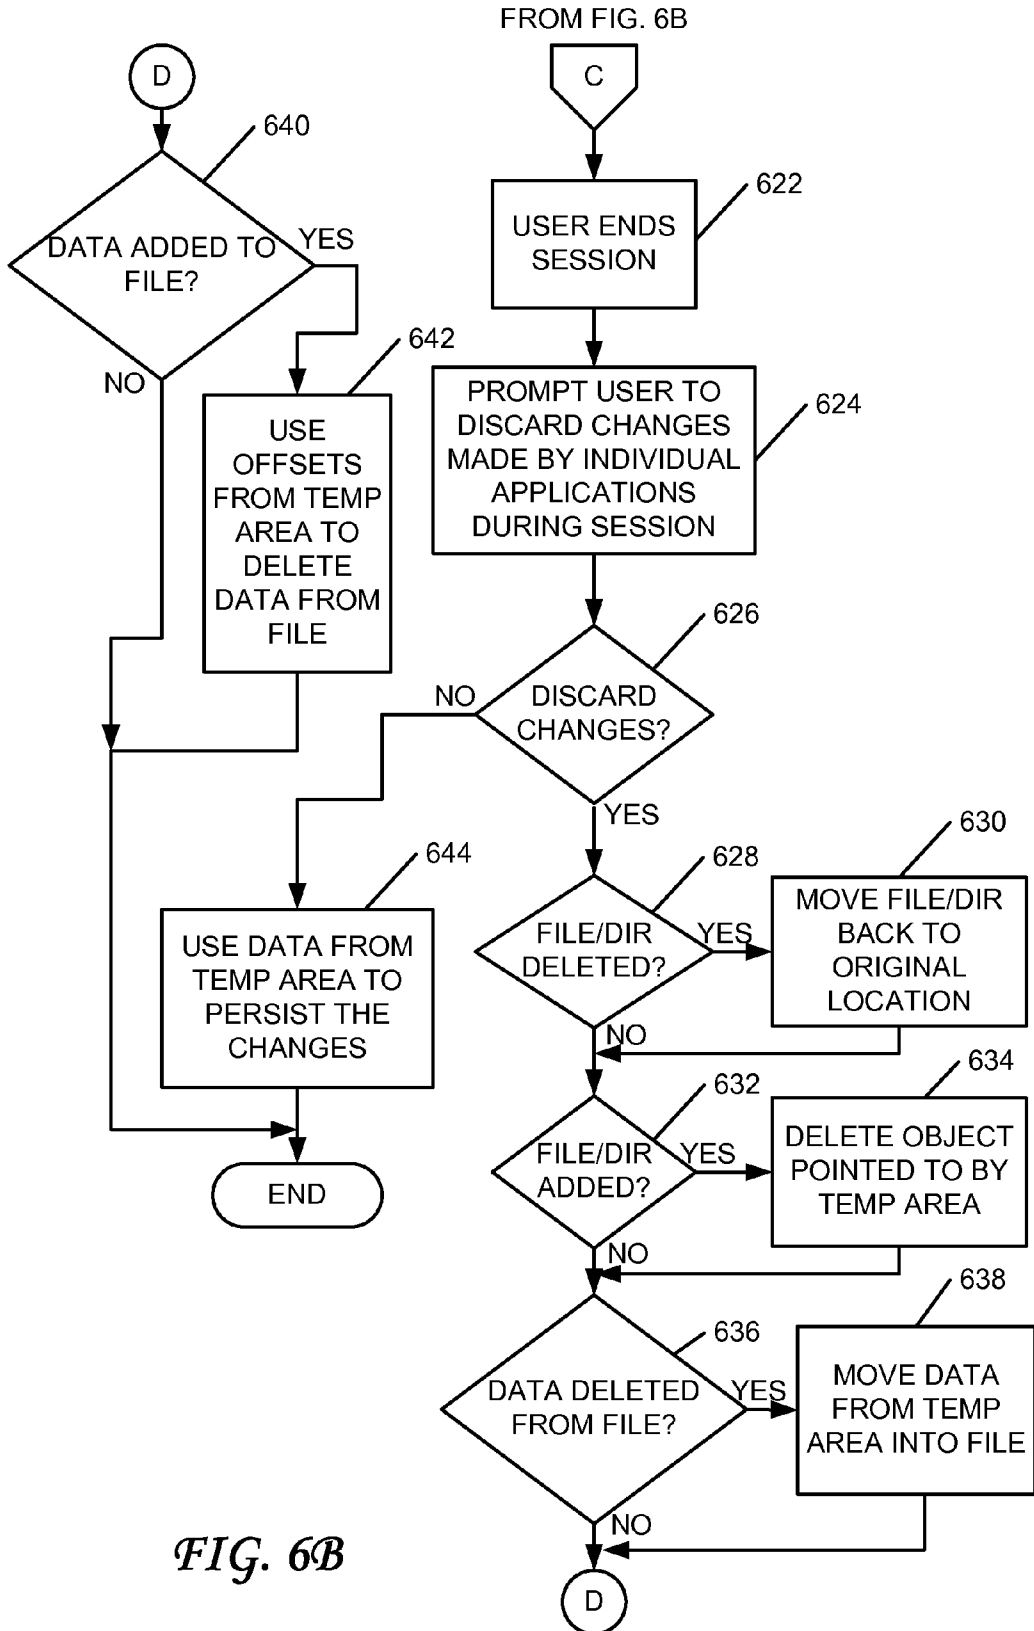 FROM FIG. 6B
C
622
USER ENDS
SESSION
624
PROMPT USER TO
DISCARD CHANGES
MADE BY INDIVIDUAL
APPLICATIONS
DURING SESSION
626
DISCARD
CHANGES?
NO
YES
628
FILE/DIR
DELETED?
YES
NO
630
MOVE FILE/DIR
BACK TO
ORIGINAL
LOCATION
632
FILE/DIR
ADDED?
YES
NO
634
DELETE OBJECT
POINTED TO BY
TEMP AREA
636
DATA DELETED
FROM FILE?
YES
NO
638
MOVE DATA
FROM TEMP
AREA INTO FILE
D
D
640
DATA ADDED TO
FILE?
YES
NO
642
USE
OFFSETS
FROM TEMP
AREA TO
DELETE
DATA FROM
FILE
644
USE DATA FROM
TEMP AREA TO
PERSIST THE
CHANGES
END
FIG. 6B